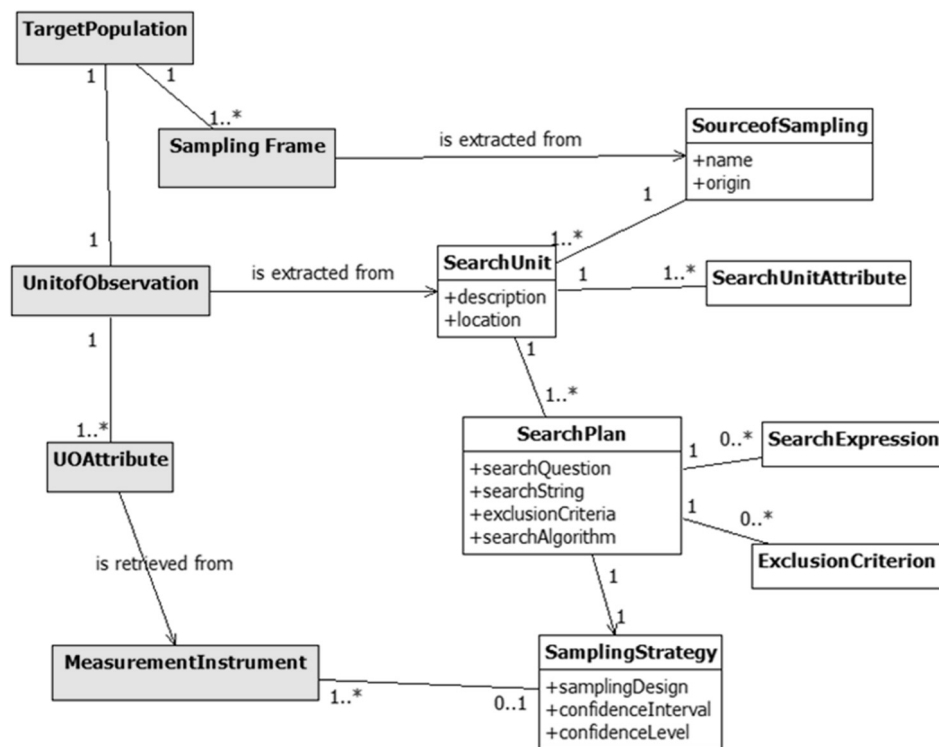 TargetPopulation
1
1
1..*
Sampling Frame
is extracted from
SourceofSampling
+name
+origin
1
1..*
1
UnitofObservation
is extracted from
SearchUnit
+description
+location
1
1..*
SearchUnitAttribute
1
1
1..*
1..*
UOAttribute
SearchPlan
+searchQuestion
+searchString
+exclusionCriteria
+searchAlgorithm
1
0..*
SearchExpression
1
0..*
ExclusionCriterion
is retrieved from
1
1
MeasurementInstrument
1..*
0..1
SamplingStrategy
+samplingDesign
+confidenceInterval
+confidenceLevel